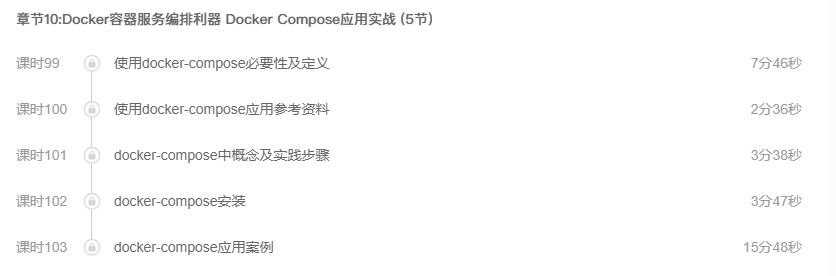 章节10:Docker容器服务编排利器 Docker Compose应用实战 (5节)
课时99 使用docker-compose必要性及定义 7分46秒
课时100 使用docker-compose应用参考资料 2分36秒
课时101 docker-compose中概念及实践步骤 3分38秒
课时102 docker-compose安装 3分47秒
课时103 docker-compose应用案例 15分48秒